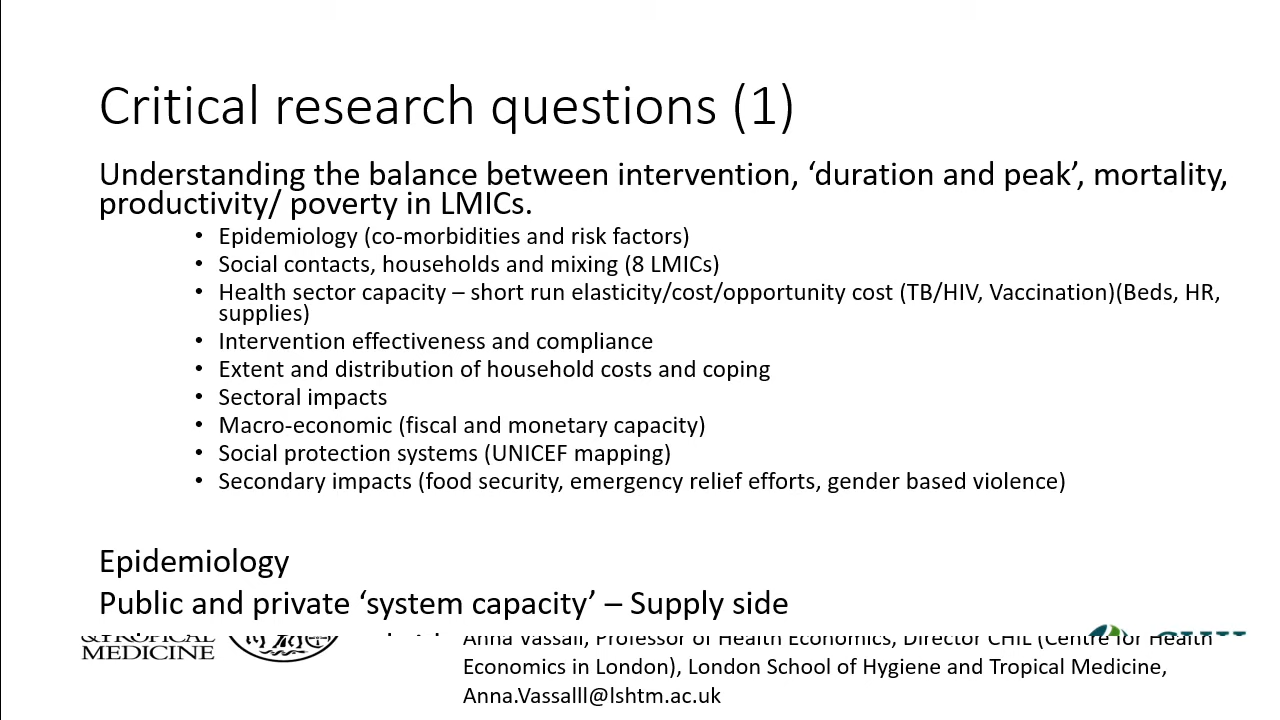 Critical research questions (1)
Understanding the balance between intervention, ‘duration and peak’, mortality,
productivity/ poverty in LMICs.
• Epidemiology (co-morbidities and risk factors)
• Social contacts, households and mixing (8 LMICs)
• Health sector capacity – short run elasticity/cost/opportunity cost (TB/HIV, Vaccination)(Beds, HR,
supplies)
• Intervention effectiveness and compliance
• Extent and distribution of household costs and coping
• Sectoral impacts
• Macro-economic (fiscal and monetary capacity)
• Social protection systems (UNICEF mapping)
• Secondary impacts (food security, emergency relief efforts, gender based violence)
Epidemiology
Public and private ‘system capacity’ – Supply side
&TROPICAL
MEDICINE
Anna Vassall, Professor of Health Economics, Director CHIL (Centre for Health
Economics in London), London School of Hygiene and Tropical Medicine,
Anna.Vassalll@lshtm.ac.uk